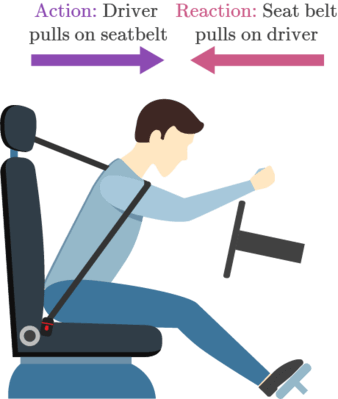 Action: Driver
pulls on seatbelt
Reaction: Seat belt
pulls on driver